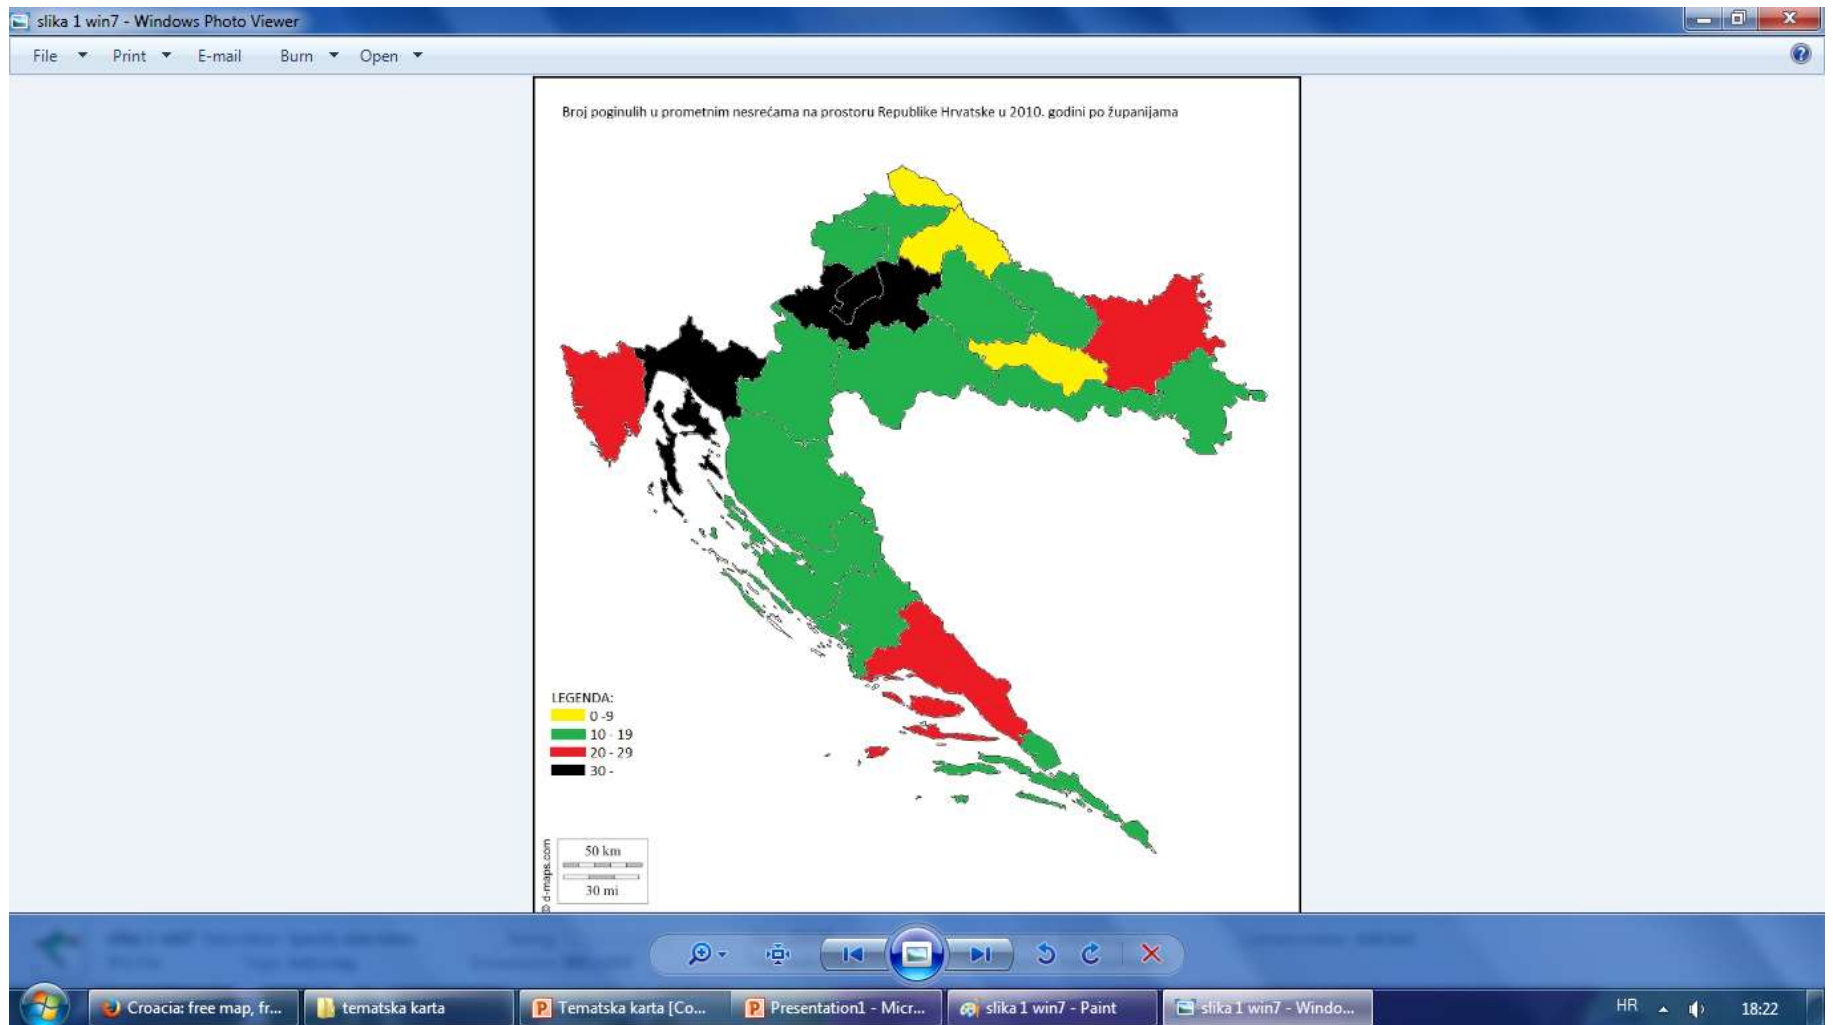 slika 1 win7 - Windows Photo Viewer
File Print E-mail Burn Open
Broj poginulih u prometnim nesrećama na prostoru Republike Hrvatske u 2010. godini po županijama
LEGENDA:
0 -9
10 - 19
20 - 29
30 -
© d-maps.com
50 km
30 mi
Croacia: free map, fr...
tematska karta
Tematska karta [Co...
Presentation1 - Micr...
slika 1 win7 - Paint
slika 1 win7 - Windo...
HR
18:22